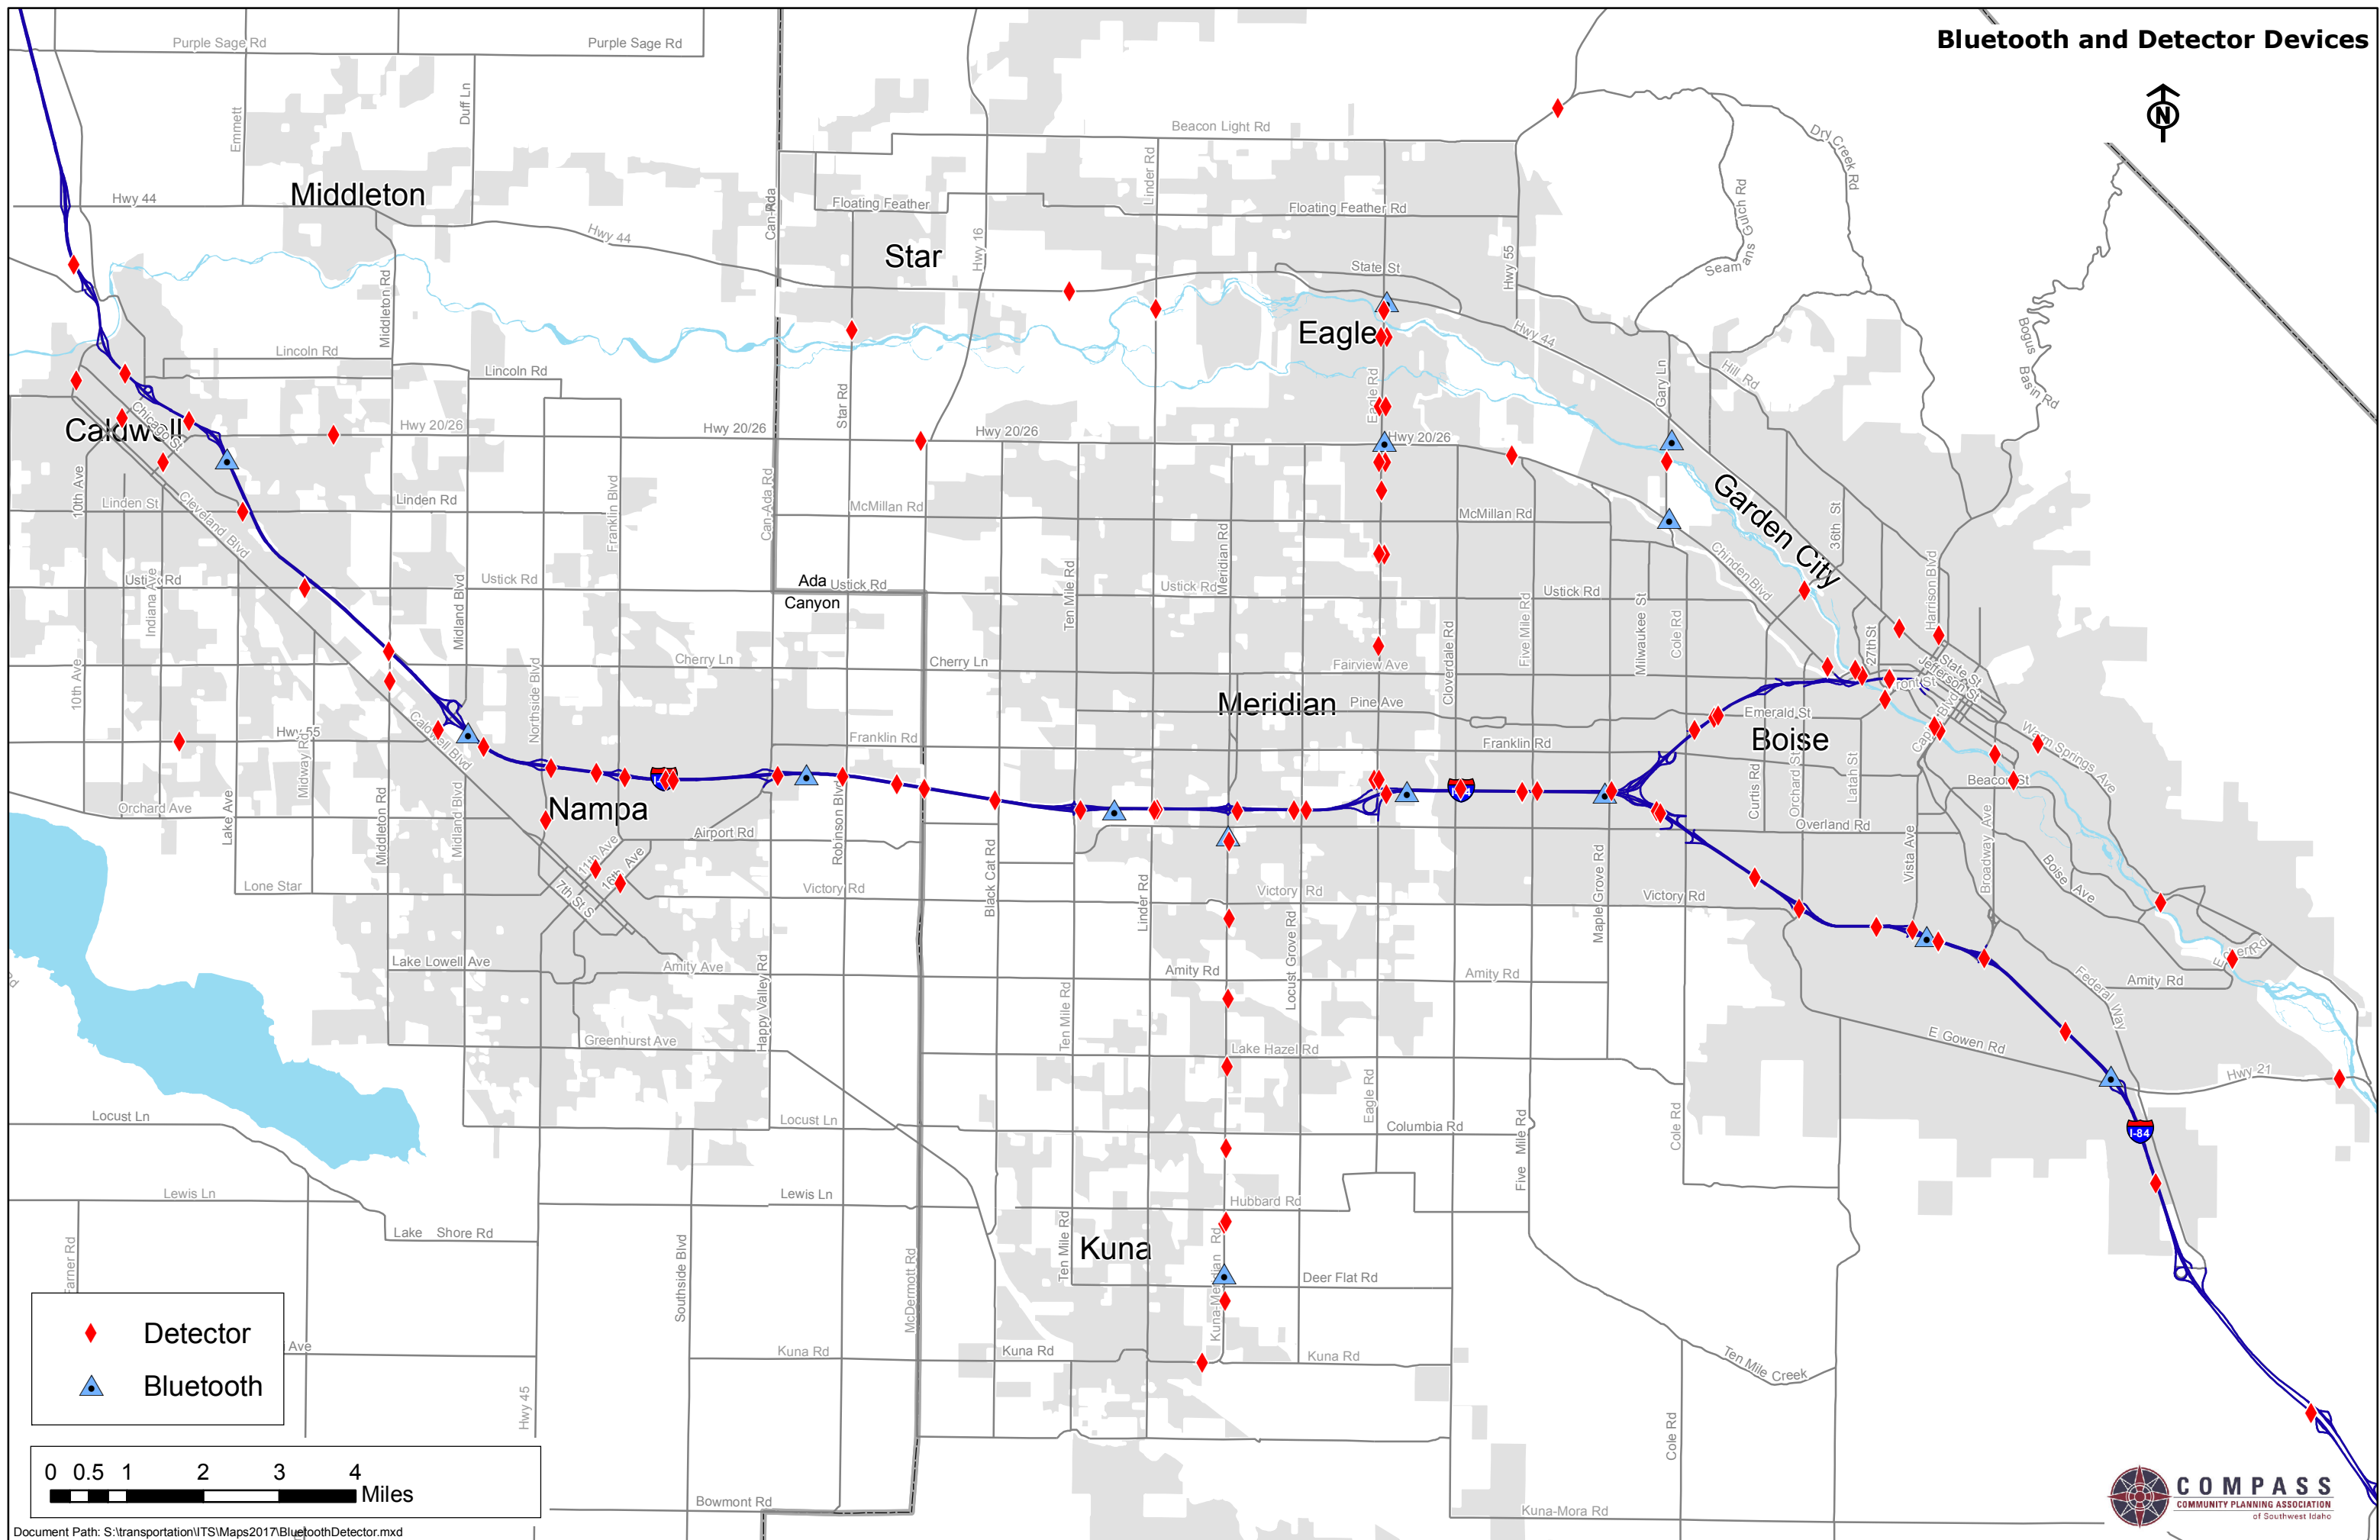 Bluetooth and Detector Devices
N
Purple Sage Rd
Purple Sage Rd
Emmett
Duff Ln
Beacon Light Rd
Dry Creek Rd
Linder Rd
Middleton
Hwy 44
Can-Ada
Floating Feather
Floating Feather Rd
Seamans Gulch Rd
Hwy 44
Star
Hwy 16
State St
Hwy 55
Middleton Rd
Eagle
Hwy 44
Bogus Basin Rd
Lincoln Rd
Lincoln Rd
Star Rd
Eagle Rd
Gary Ln
Hill Rd
Caldwell
Chicago St
Hwy 20/26
Hwy 20/26
Hwy 20/26
Hwy 20/26
10th Ave
Linden St
Cleveland Blvd
Linden Rd
Franklin Blvd
Can-Ada Rd
McMillan Rd
Meridian Rd
McMillan Rd
Garden City
36th St
Chinden Blvd
Ustick Rd
Indiana Ave
Midland Blvd
Ustick Rd
Ada
Ustick Rd
Canyon
Ten Mile Rd
Ustick Rd
Ustick Rd
Milwaukee St
Cole Rd
Five Mile Rd
Cloverdale Rd
27th St
Harrison Blvd
State St
Jefferson St
ront St
10th Ave
Northside Blvd
Cherry Ln
Cherry Ln
Fairview Ave
Meridian
Pine Ave
Emerald St
Boise
Cap
Blvd
Warm Springs Ave
Hwy 55
Midway Rd
Caldwell Blvd
Franklin Rd
Franklin Rd
Curtis Rd
Orchard St
Latah St
Beacon St
Orchard Ave
Lake Ave
Middleton Rd
Midland Blvd
Nampa
Airport Rd
Robinson Blvd
Overland Rd
Vista Ave
Broadway Ave
Boise Ave
11th Ave
16th Ave
7th St S
Lone Star
Victory Rd
Black Cat Rd
Linder Rd
Victory Rd
Locust Grove Rd
Maple Grove Rd
Victory Rd
Lake Lowell Ave
Amity Ave
Happy Valley Rd
Amity Rd
Amity Rd
Federal Way
Amity Rd
Ten Mile Rd
Greenhurst Ave
Lake Hazel Rd
E Gowen Rd
Hwy 21
Locust Ln
Locust Ln
Eagle Rd
Columbia Rd
Five Mile Rd
Cole Rd
I-84
Lewis Ln
Lewis Ln
Hubbard Rd
Lake Shore Rd
Farner Rd
Southside Blvd
McDermott Rd
Ten Mile Rd
Kuna
Kuna-Meridian Rd
Deer Flat Rd
Detector
Bluetooth
Ave
Kuna Rd
Kuna Rd
Kuna Rd
Ten Mile Creek
Hwy 45
Cole Rd
0 0.5 1 2 3 4
Miles
Bowmont Rd
Kuna-Mora Rd
COMPASS
COMMUNITY PLANNING ASSOCIATION
of Southwest Idaho
Document Path: S:\transportation\ITS\Maps2017\BluetoothDetector.mxd